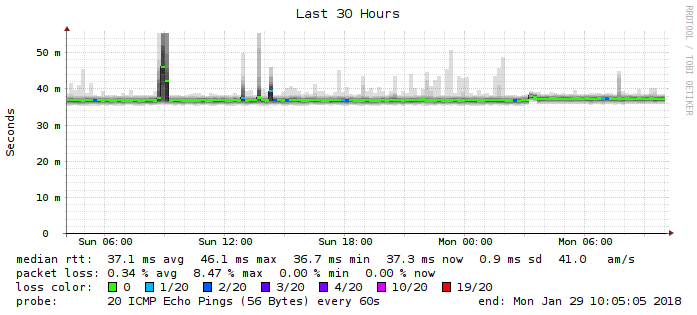 Last 30 Hours
RRDTOOL / TOBI OETIKER
Seconds
50 m
40 m
30 m
20 m
10 m
0
Sun 06:00 Sun 12:00 Sun 18:00 Mon 00:00 Mon 06:00
median rtt: 37.1 ms avg 46.1 ms max 36.7 ms min 37.3 ms now 0.9 ms sd 41.0 am/s
packet loss: 0.34 % avg 8.47 % max 0.00 % min 0.00 % now
loss color: 0 1/20 2/20 3/20 4/20 10/20 19/20
probe: 20 ICMP Echo Pings (56 Bytes) every 60s end: Mon Jan 29 10:05:05 2018